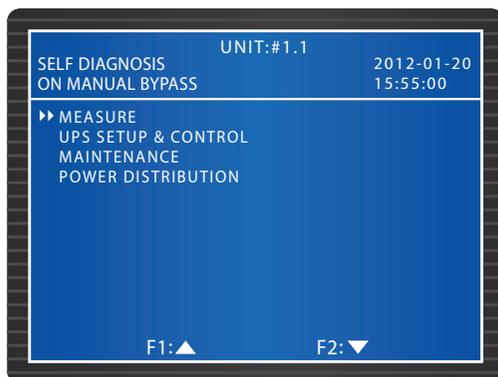 UNIT:#1.1
SELF DIAGNOSIS 2012-01-20
ON MANUAL BYPASS 15:55:00
MEASURE
UPS SETUP & CONTROL
MAINTENANCE
POWER DISTRIBUTION
F1:▲ F2:▼